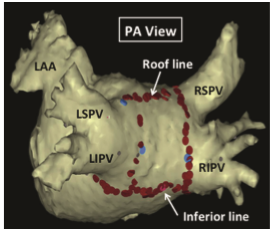 PA View
LAA
Roof line
RSPV
LSPV
LIPV
RIPV
Inferior line